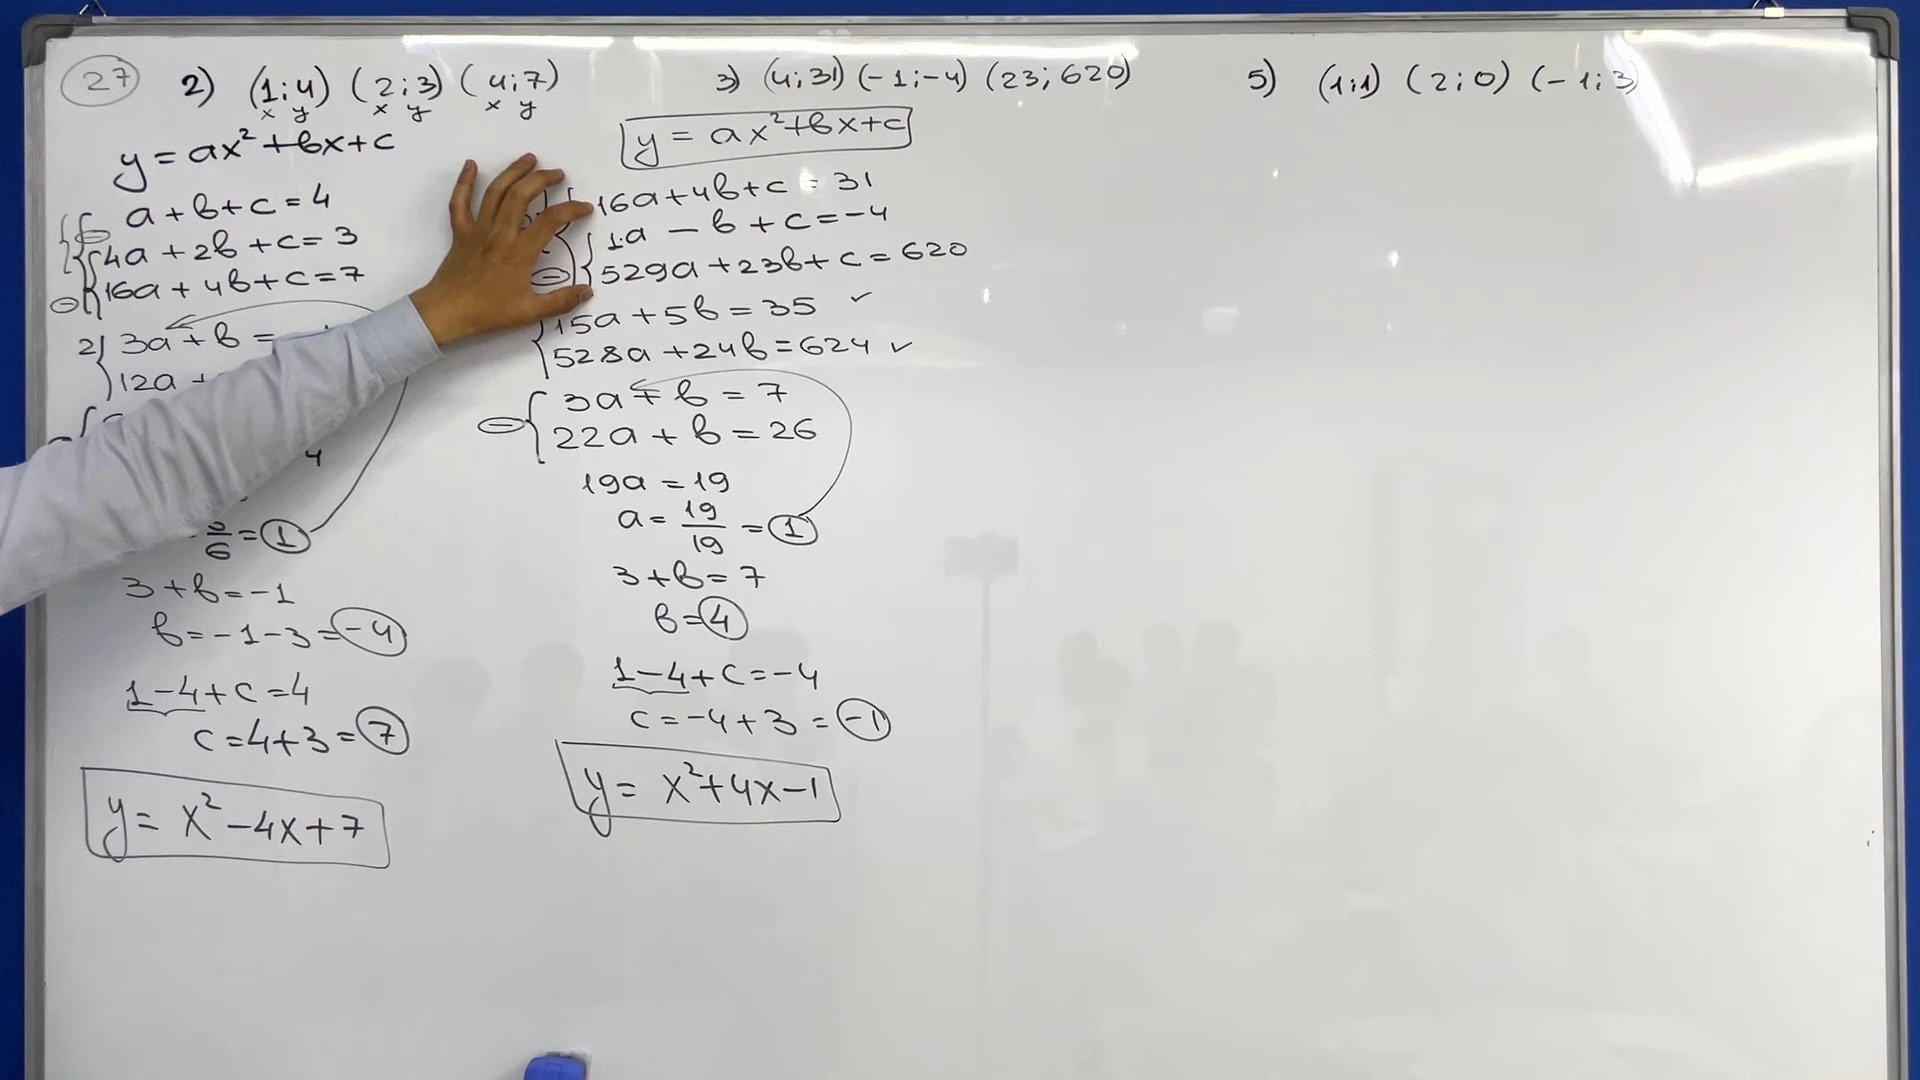 27
2) (1;4) (2;3) (4;7)
x y x y x y
y = ax² + bx + c
a + b + c = 4
4a + 2b + c = 3
16a + 4b + c = 7
2 3a + b =
12a +
4
6 = 1
3 + b = -1
b = -1 - 3 = -4
1 - 4 + c = 4
c = 4 + 3 = 7
y = x² - 4x + 7
3) (4;31) (-1;-4) (23;620)
y = ax² + bx + c
16a + 4b + c = 31
1a - b + c = -4
529a + 23b + c = 620
15a + 5b = 35 ✓
528a + 24b = 624 ✓
3a + b = 7
22a + b = 26
19a = 19
a = 19/19 = 1
3 + b = 7
b = 4
1 - 4 + c = -4
c = -4 + 3 = -1
y = x² + 4x - 1
5) (1;1) (2;0) (-1;3)